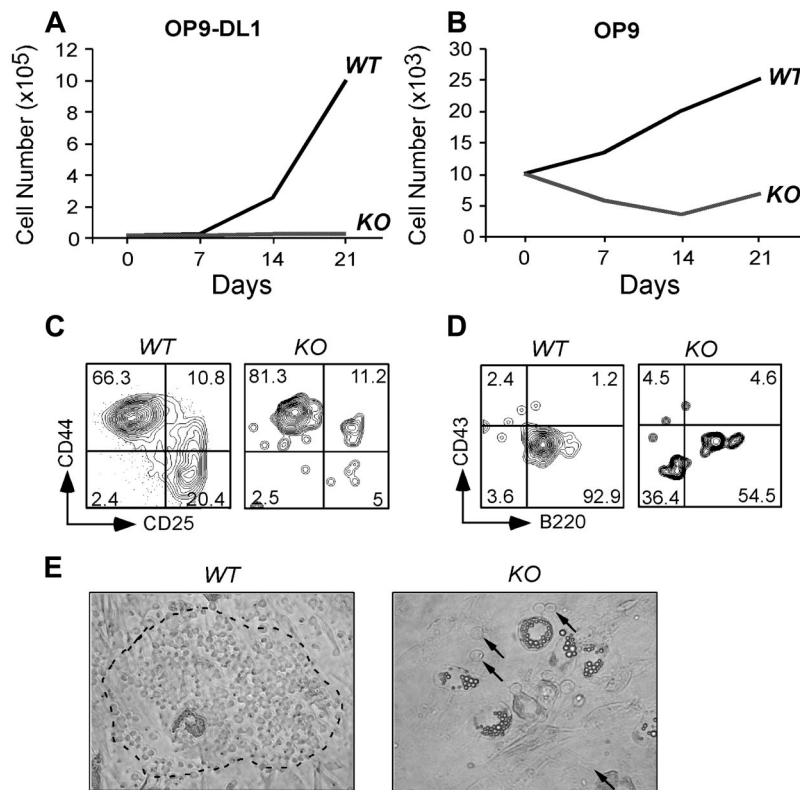 A
OP9-DL1
Cell Number (x10⁵)
12
10
8
6
4
2
0
WT
KO
0 7 14 21
Days
B
OP9
Cell Number (x10³)
30
25
20
15
10
5
0
WT
KO
0 7 14 21
Days
C
WT KO
66.3 10.8
2.4 20.4
81.3 11.2
2.5 5
CD44
CD25
D
WT KO
2.4 1.2
3.6 92.9
4.5 4.6
36.4 54.5
CD43
B220
E
WT KO